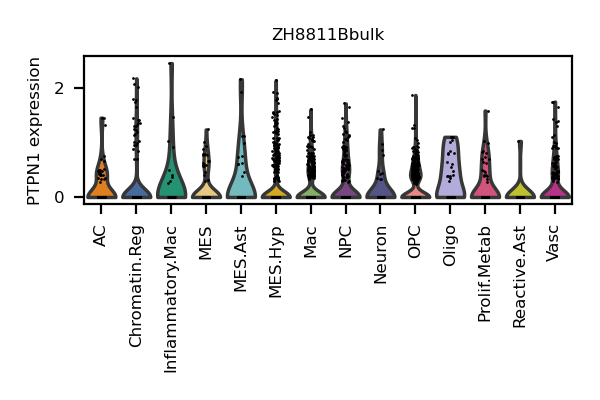 ZH8811Bbulk
PTPN1 expression
2
0
AC
Chromatin.Reg
Inflammatory.Mac
MES
MES.Ast
MES.Hyp
Mac
NPC
Neuron
OPC
Oligo
Prolif.Metab
Reactive.Ast
Vasc